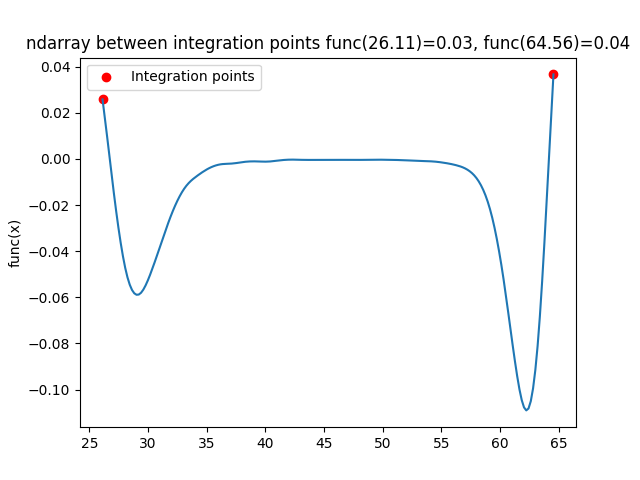 ndarray between integration points func(26.11)=0.03, func(64.56)=0.04
Integration points
func(x)
0.04
0.02
0.00
−0.02
−0.04
−0.06
−0.08
−0.10
25 30 35 40 45 50 55 60 65